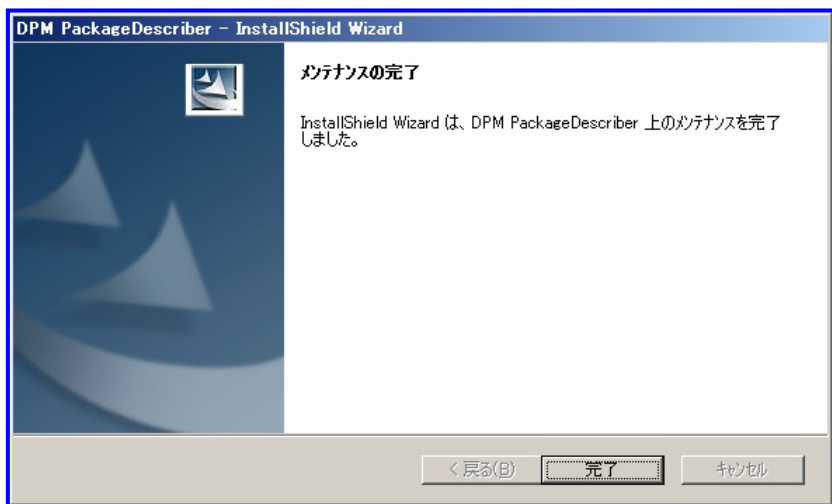 DPM PackageDescriber - InstallShield Wizard
メンテナンスの完了
InstallShield Wizard は、DPM PackageDescriber 上のメンテナンスを完了
しました。
< 戻る(B)
完了
キャンセル